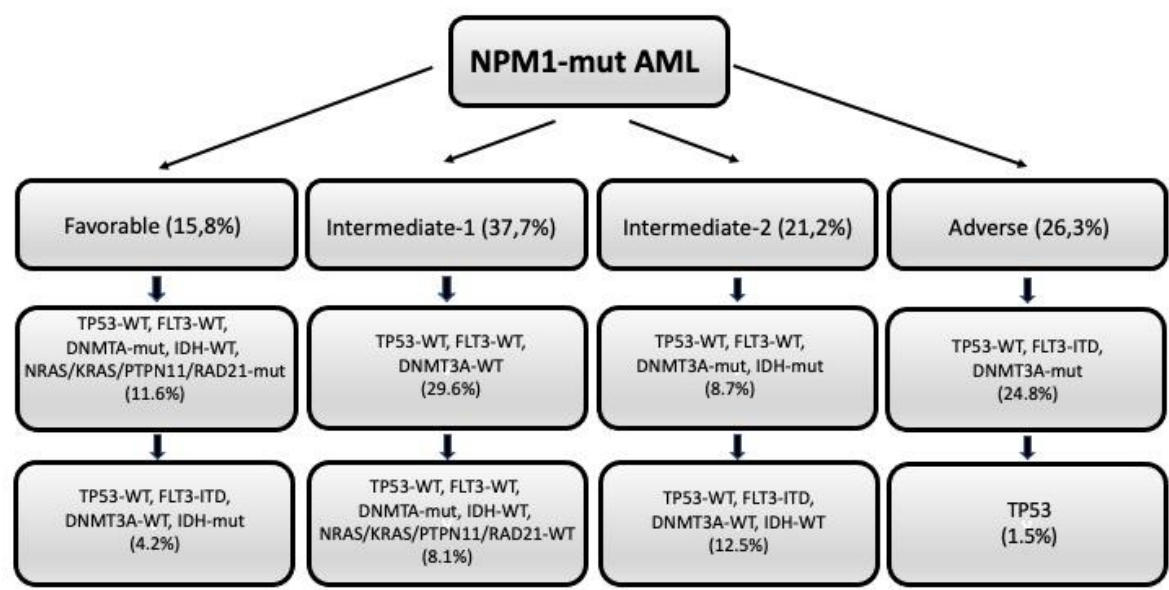 NPM1-mut AML
Favorable (15,8%)
Intermediate-1 (37,7%)
Intermediate-2 (21,2%)
Adverse (26,3%)
TP53-WT, FLT3-WT,
DNMTA-mut, IDH-WT,
NRAS/KRAS/PTPN11/RAD21-mut
(11.6%)
TP53-WT, FLT3-WT,
DNMT3A-WT
(29.6%)
TP53-WT, FLT3-WT,
DNMT3A-mut, IDH-mut
(8.7%)
TP53-WT, FLT3-ITD,
DNMT3A-mut
(24.8%)
TP53-WT, FLT3-ITD,
DNMT3A-WT, IDH-mut
(4.2%)
TP53-WT, FLT3-WT,
DNMTA-mut, IDH-WT,
NRAS/KRAS/PTPN11/RAD21-WT
(8.1%)
TP53-WT, FLT3-ITD,
DNMT3A-WT, IDH-WT
(12.5%)
TP53
(1.5%)